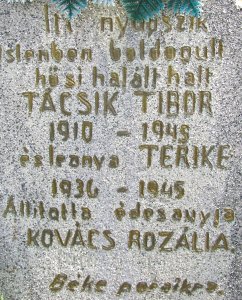 Itt nyugszik
istenben boldogult
hősi halált halt
TÁCSIK TIBOR
1910 - 1945
és leánya TERIKE
1936 - 1945
Állitotta édesanyja
KOVÁCS ROZÁLIA
Béke poraikra.